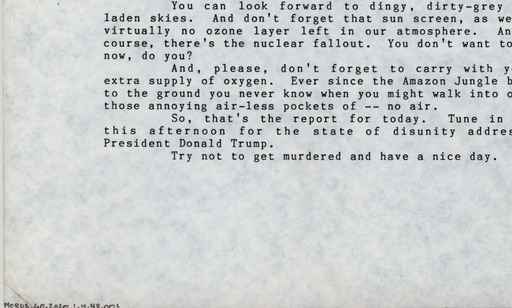 You can look forward to dingy, dirty-grey
laden skies. And don't forget that sun screen, as we
virtually no ozone layer left in our atmosphere. An
course, there's the nuclear fallout. You don't want to
now, do you?
And, please, don't forget to carry with y
extra supply of oxygen. Ever since the Amazon Jungle b
to the ground you never know when you might walk into o
those annoying air-less pockets of -- no air.
So, that's the report for today. Tune in
this afternoon for the state of disunity addre
President Donald Trump.
Try not to get murdered and have a nice day.